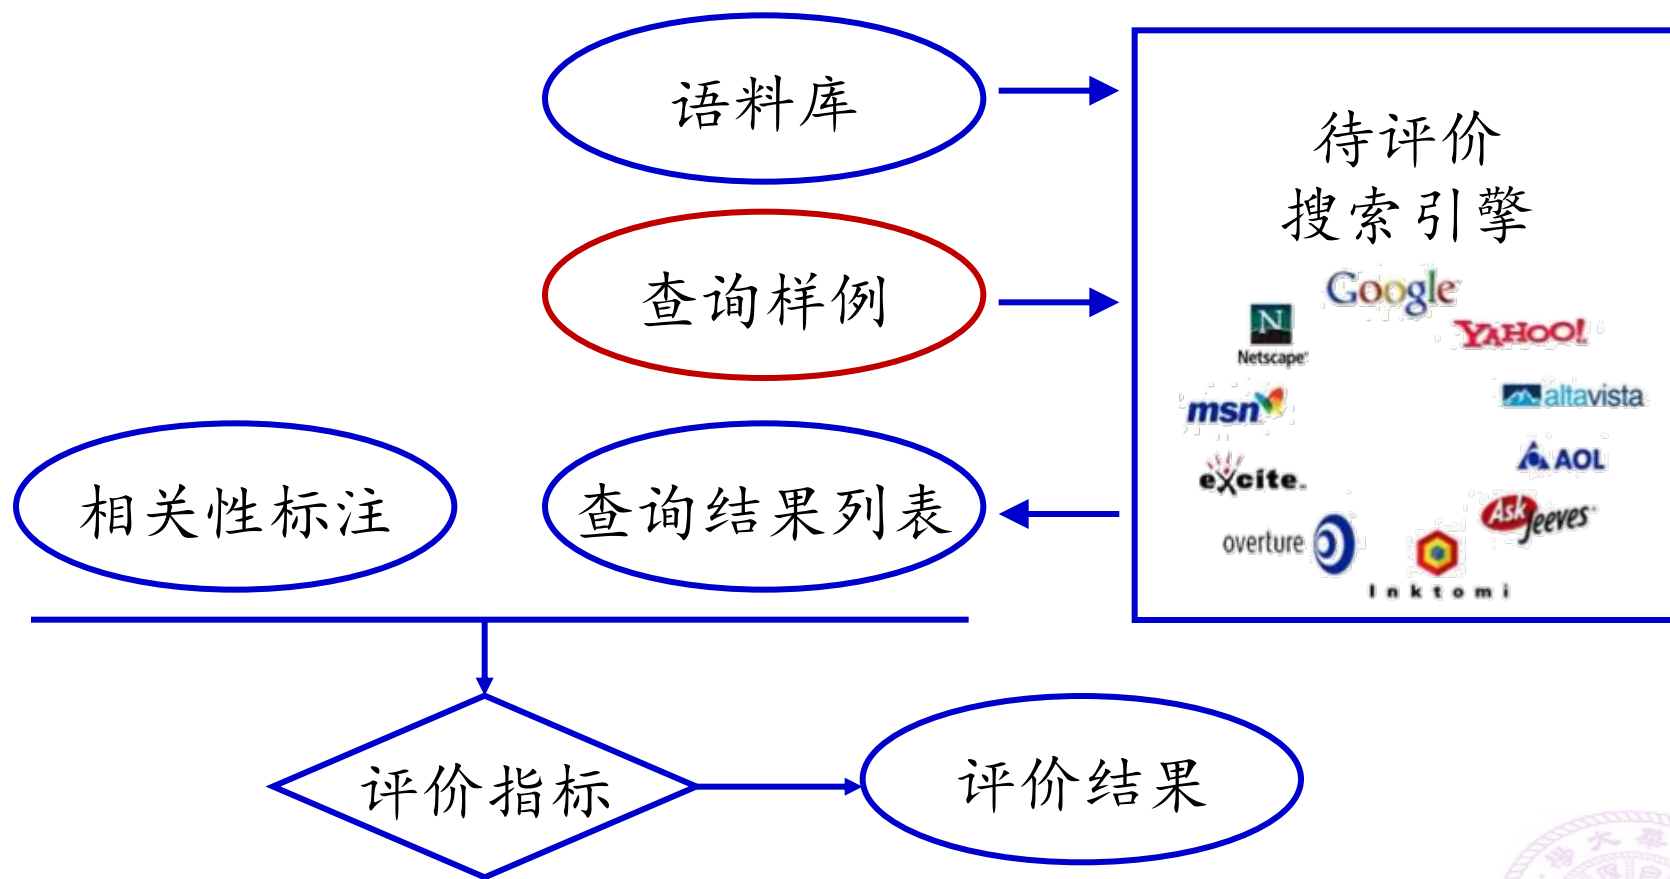 语料库
待评价
搜索引擎
查询样例
Google
N
Netscape
YAHOO!
msn
altavista
excite
AOL
Ask Jeeves
overture
Inktomi
相关性标注
查询结果列表
评价指标
评价结果